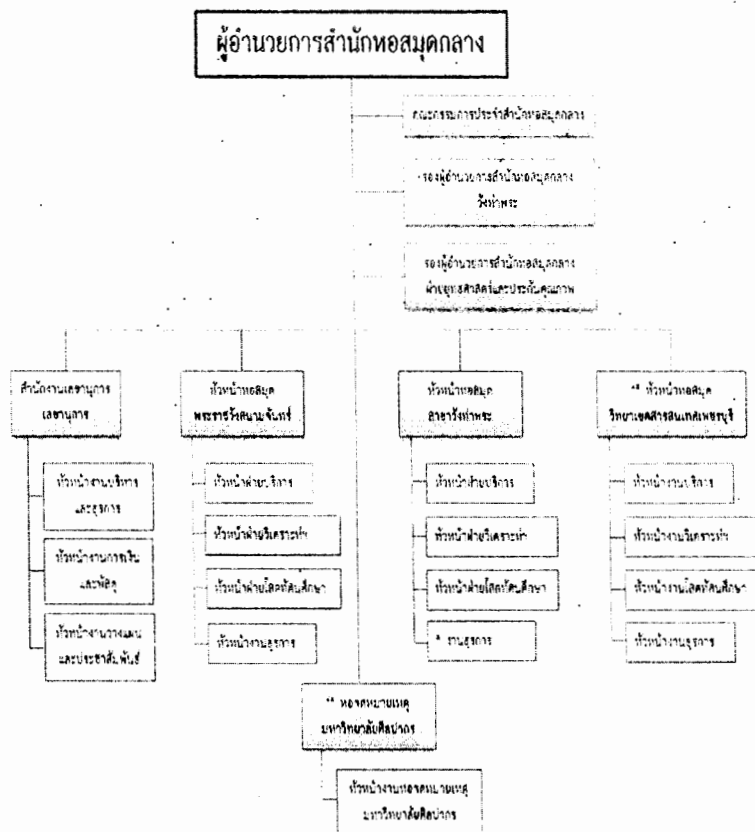 ผู้อำนวยการสำนักหอสมุดกลาง
คณะกรรมการประจำสำนักหอสมุดกลาง
รองผู้อำนวยการสำนักหอสมุดกลาง
วังท่าพระ
รองผู้อำนวยการสำนักหอสมุดกลาง
ฝ่ายยุทธศาสตร์และประกันคุณภาพ
สำนักงานเลขานุการ
เลขานุการ
หัวหน้างานบริหาร
และธุรการ
หัวหน้างานการเงิน
และพัสดุ
หัวหน้างานวางแผน
และประชาสัมพันธ์
หัวหน้าหอสมุด
พระราชวังสนามจันทร์
หัวหน้าฝ่ายบริการ
หัวหน้าฝ่ายวิเคราะห์ฯ
หัวหน้าฝ่ายโสตทัศนศึกษา
หัวหน้างานธุรการ
หัวหน้าหอสมุด
สาขาวังท่าพระ
หัวหน้าฝ่ายบริการ
หัวหน้าฝ่ายวิเคราะห์ฯ
หัวหน้าฝ่ายโสตทัศนศึกษา
* งานธุรการ
** หัวหน้าหอสมุด
วิทยาเขตสารสนเทศเพชรบุรี
หัวหน้างานบริการ
หัวหน้างานวิเคราะห์ฯ
หัวหน้างานโสตทัศนศึกษา
หัวหน้างานธุรการ
** หอจดหมายเหตุ
มหาวิทยาลัยศิลปากร
หัวหน้างานหอจดหมายเหตุ
มหาวิทยาลัยศิลปากร